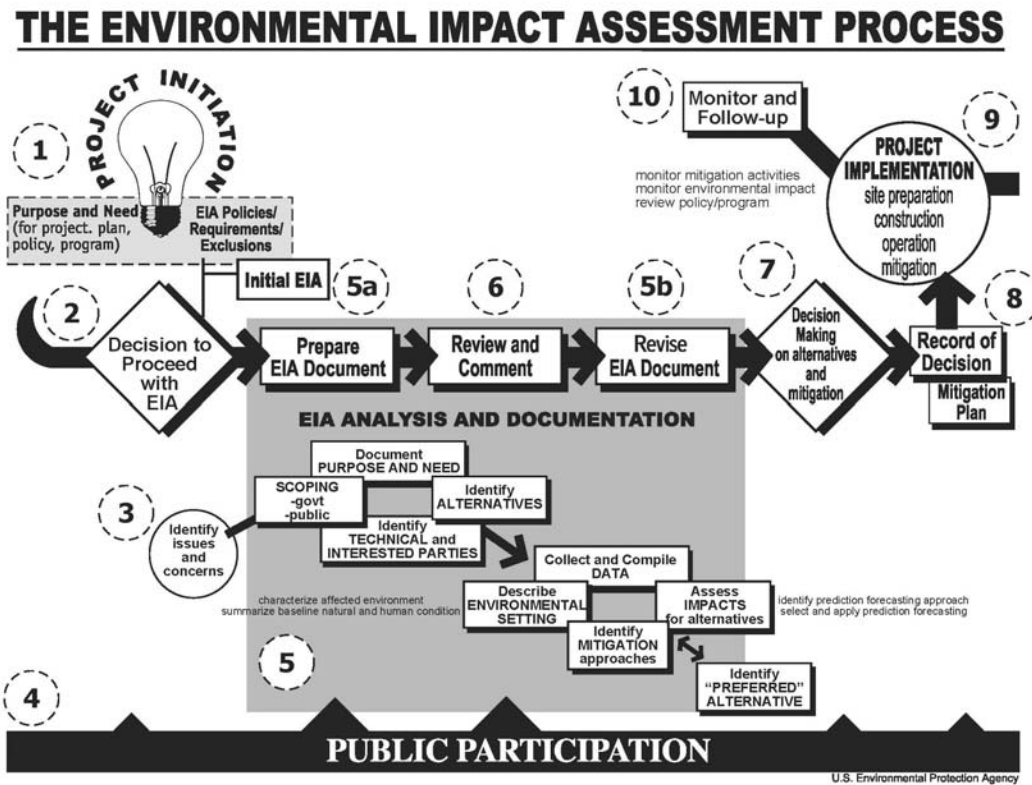 THE ENVIRONMENTAL IMPACT ASSESSMENT PROCESS
PROJECT INITIATION
1
Purpose and Need
(for project. plan,
policy, program)
EIA Policies/
Requirements/
Exclusions
Initial EIA
2
Decision to
Proceed
with
EIA
5a
Prepare
EIA Document
6
Review and
Comment
5b
Revise
EIA Document
7
Decision
Making
on alternatives
and
mitigation
8
Record of
Decision
Mitigation
Plan
9
PROJECT
IMPLEMENTATION
site preparation
construction
operation
mitigation
10
Monitor and
Follow-up
monitor mitigation activities
monitor environmental impact
review policy/program
EIA ANALYSIS AND DOCUMENTATION
3
Identify
issues
and
concerns
SCOPING
-govt
-public
Document
PURPOSE AND NEED
Identify
ALTERNATIVES
Identify
TECHNICAL and
INTERESTED PARTIES
Collect and Compile
DATA
characterize affected environment
summarize baseline natural and human condition
Describe
ENVIRONMENTAL
SETTING
Assess
IMPACTS
for alternatives
identify prediction forecasting approach
select and apply prediction forecasting
Identify
MITIGATION
approaches
Identify
“PREFERRED”
ALTERNATIVE
5
4
PUBLIC PARTICIPATION
U.S. Environmental Protection Agency